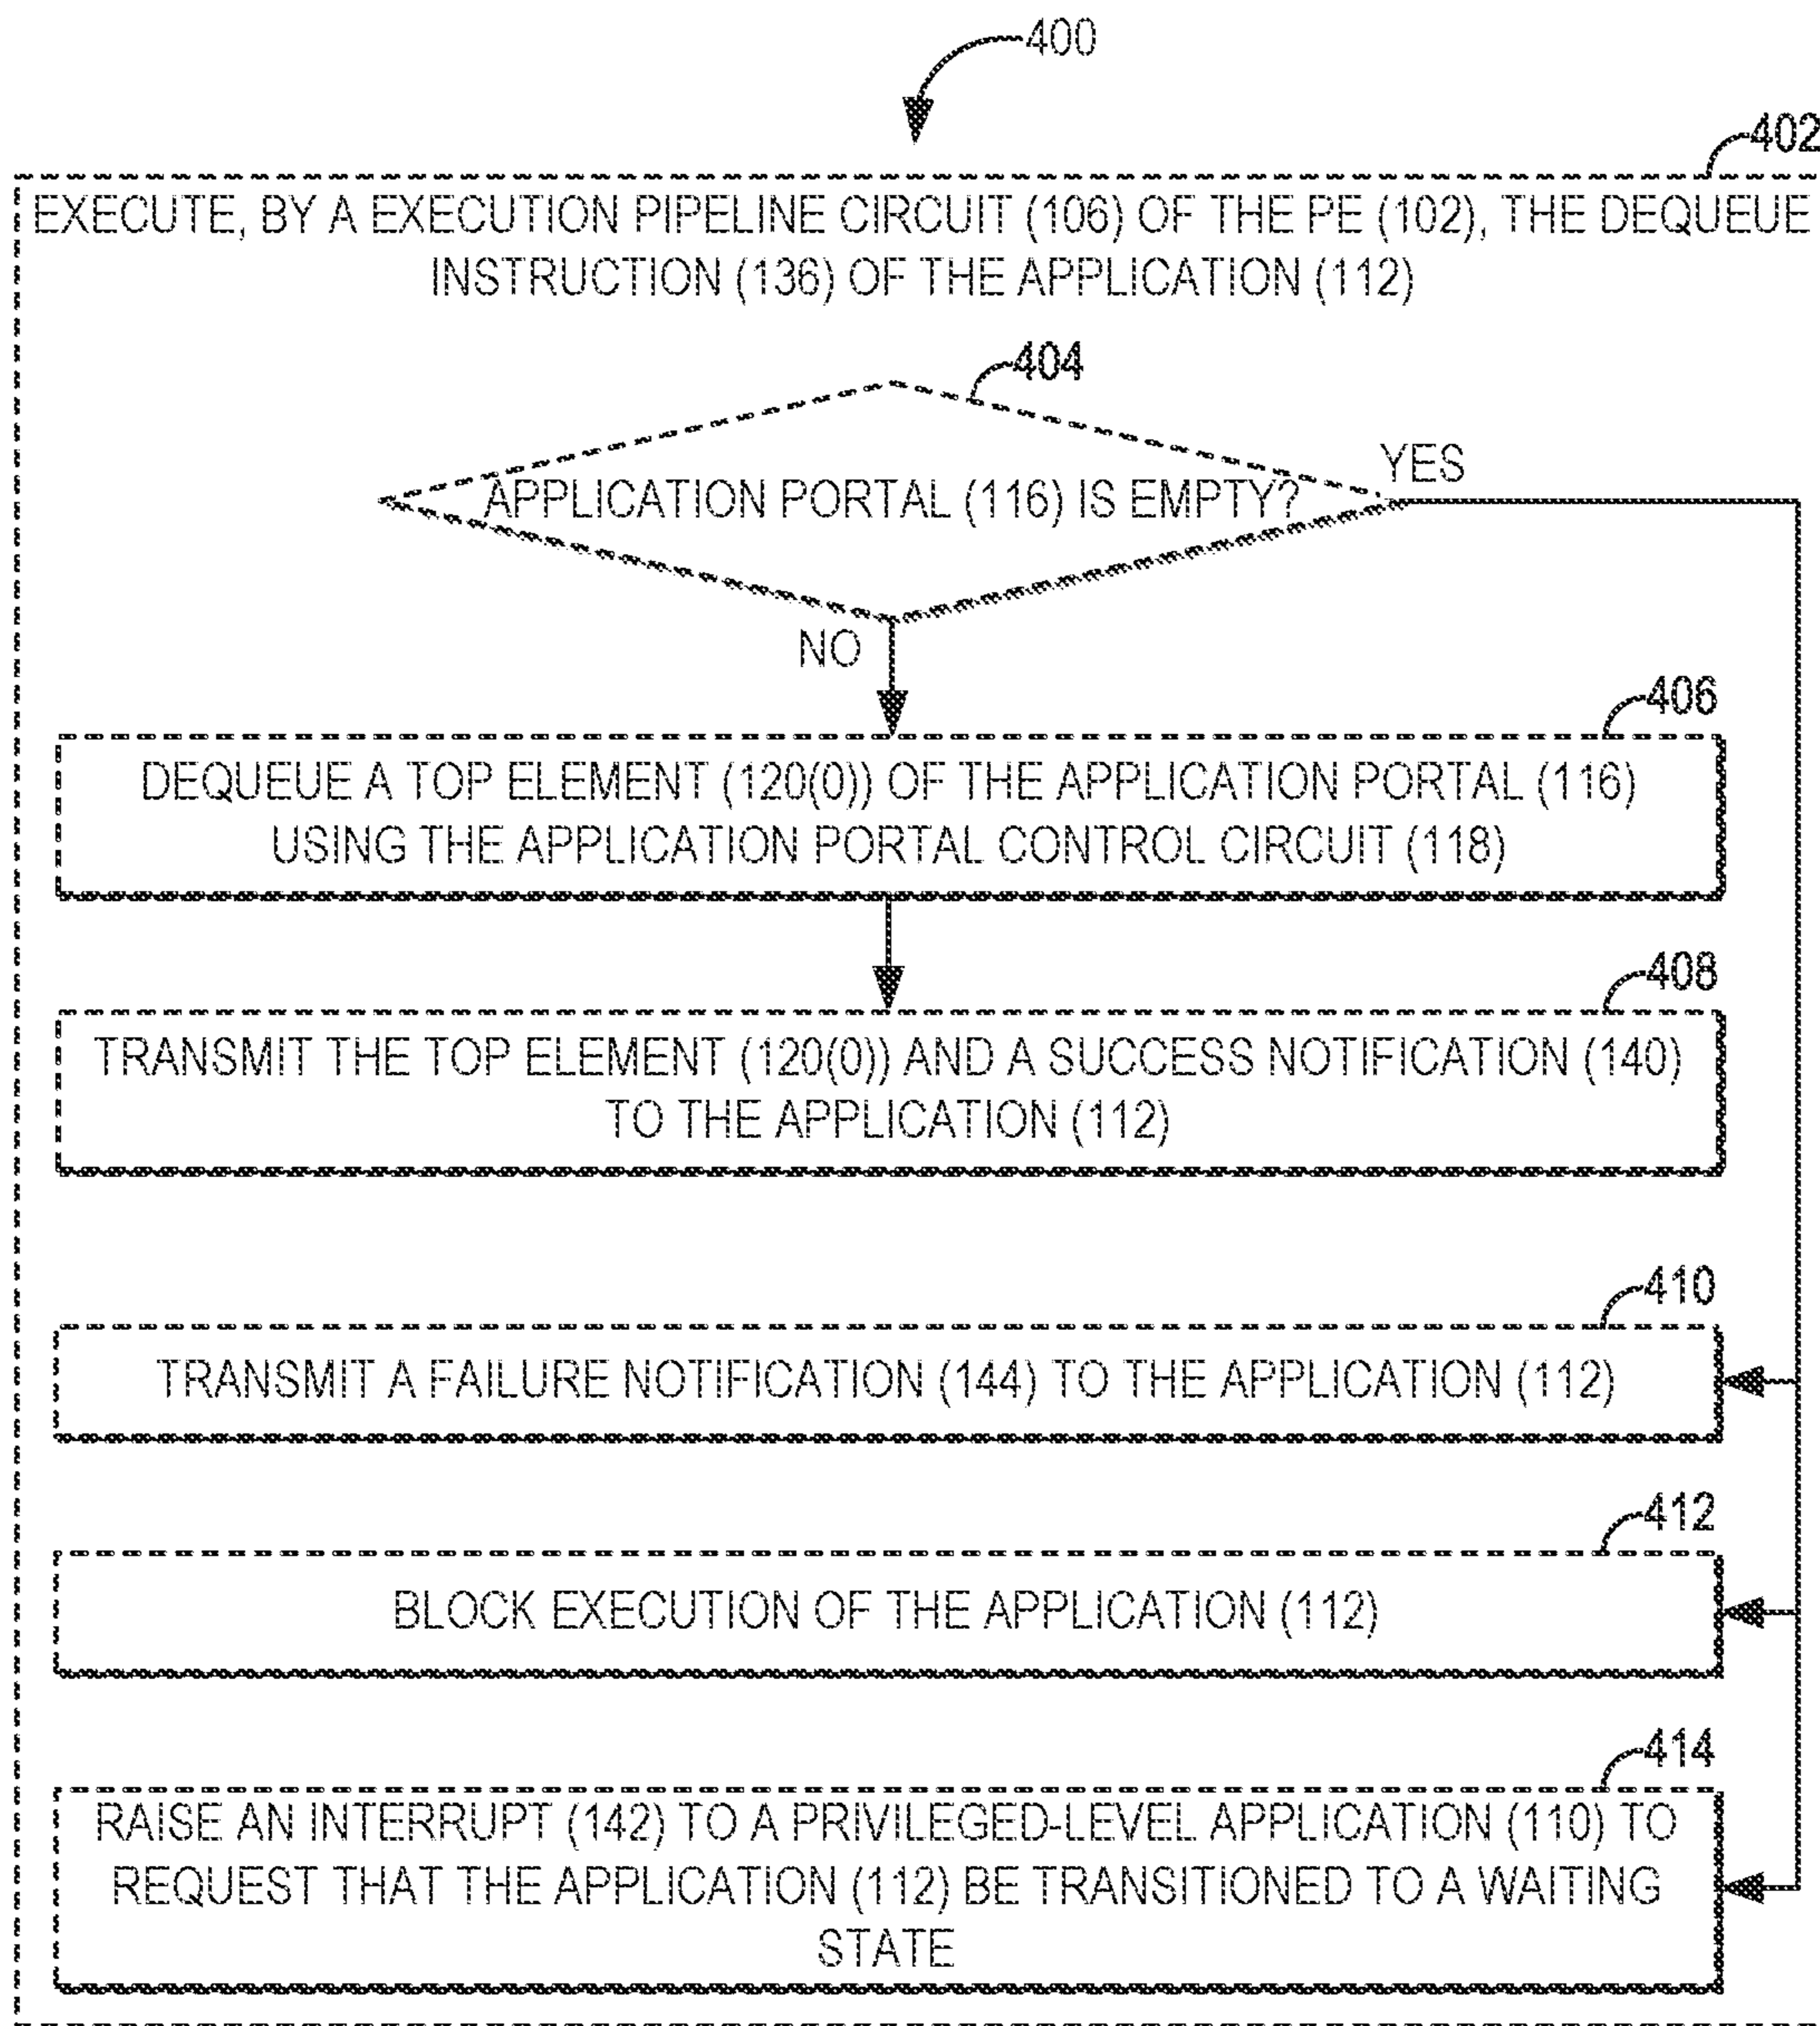 400
402
EXECUTE, BY A EXECUTION PIPELINE CIRCUIT (106) OF THE PE (102), THE DEQUEUE
INSTRUCTION (136) OF THE APPLICATION (112)
404
YES
APPLICATION PORTAL (116) IS EMPTY?
NO
406
DEQUEUE A TOP ELEMENT (120(0)) OF THE APPLICATION PORTAL (116)
USING THE APPLICATION PORTAL CONTROL CIRCUIT (118)
408
TRANSMIT THE TOP ELEMENT (120(0)) AND A SUCCESS NOTIFICATION (140)
TO THE APPLICATION (112)
410
TRANSMIT A FAILURE NOTIFICATION (144) TO THE APPLICATION (112)
412
BLOCK EXECUTION OF THE APPLICATION (112)
414
RAISE AN INTERRUPT (142) TO A PRIVILEGED-LEVEL APPLICATION (110) TO
REQUEST THAT THE APPLICATION (112) BE TRANSITIONED TO A WAITING
STATE